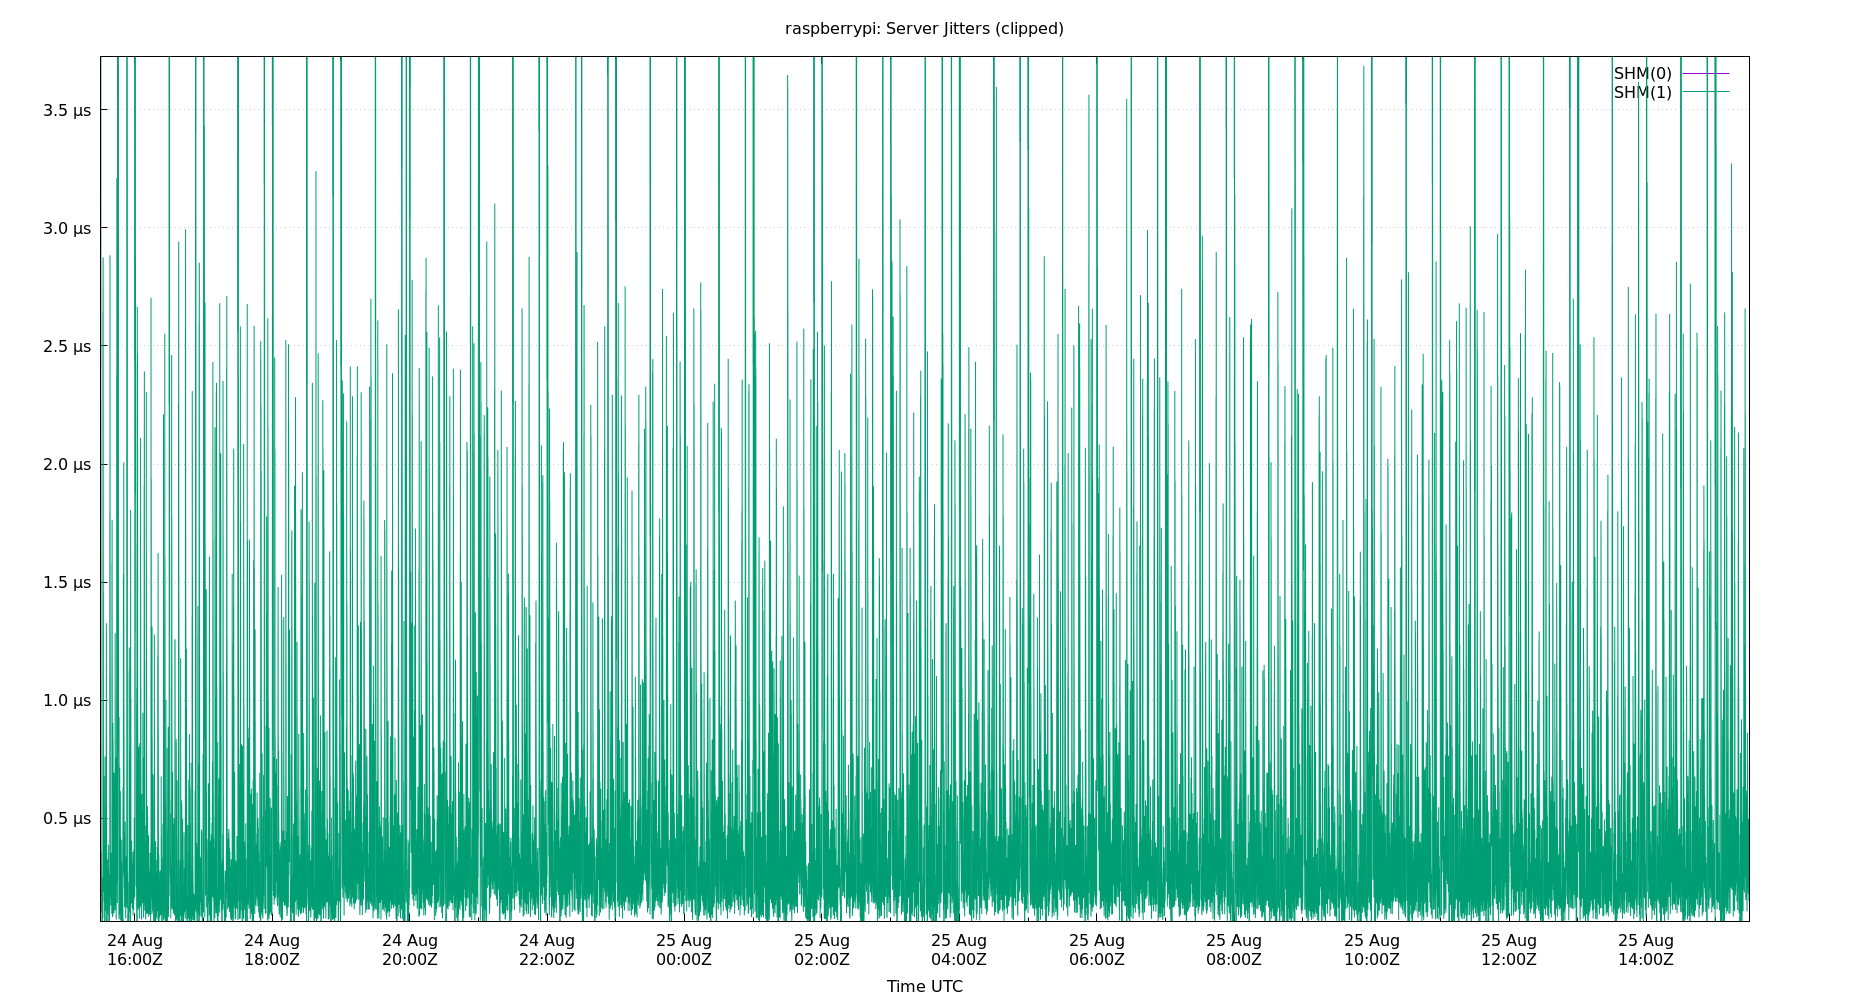 raspberrypi: Server Jitters (clipped)
SHM(0)
SHM(1)
3.5 µs
3.0 µs
2.5 µs
2.0 µs
1.5 µs
1.0 µs
0.5 µs
24 Aug 24 Aug 24 Aug 24 Aug 25 Aug 25 Aug 25 Aug 25 Aug 25 Aug 25 Aug 25 Aug 25 Aug
16:00Z 18:00Z 20:00Z 22:00Z 00:00Z 02:00Z 04:00Z 06:00Z 08:00Z 10:00Z 12:00Z 14:00Z
Time UTC